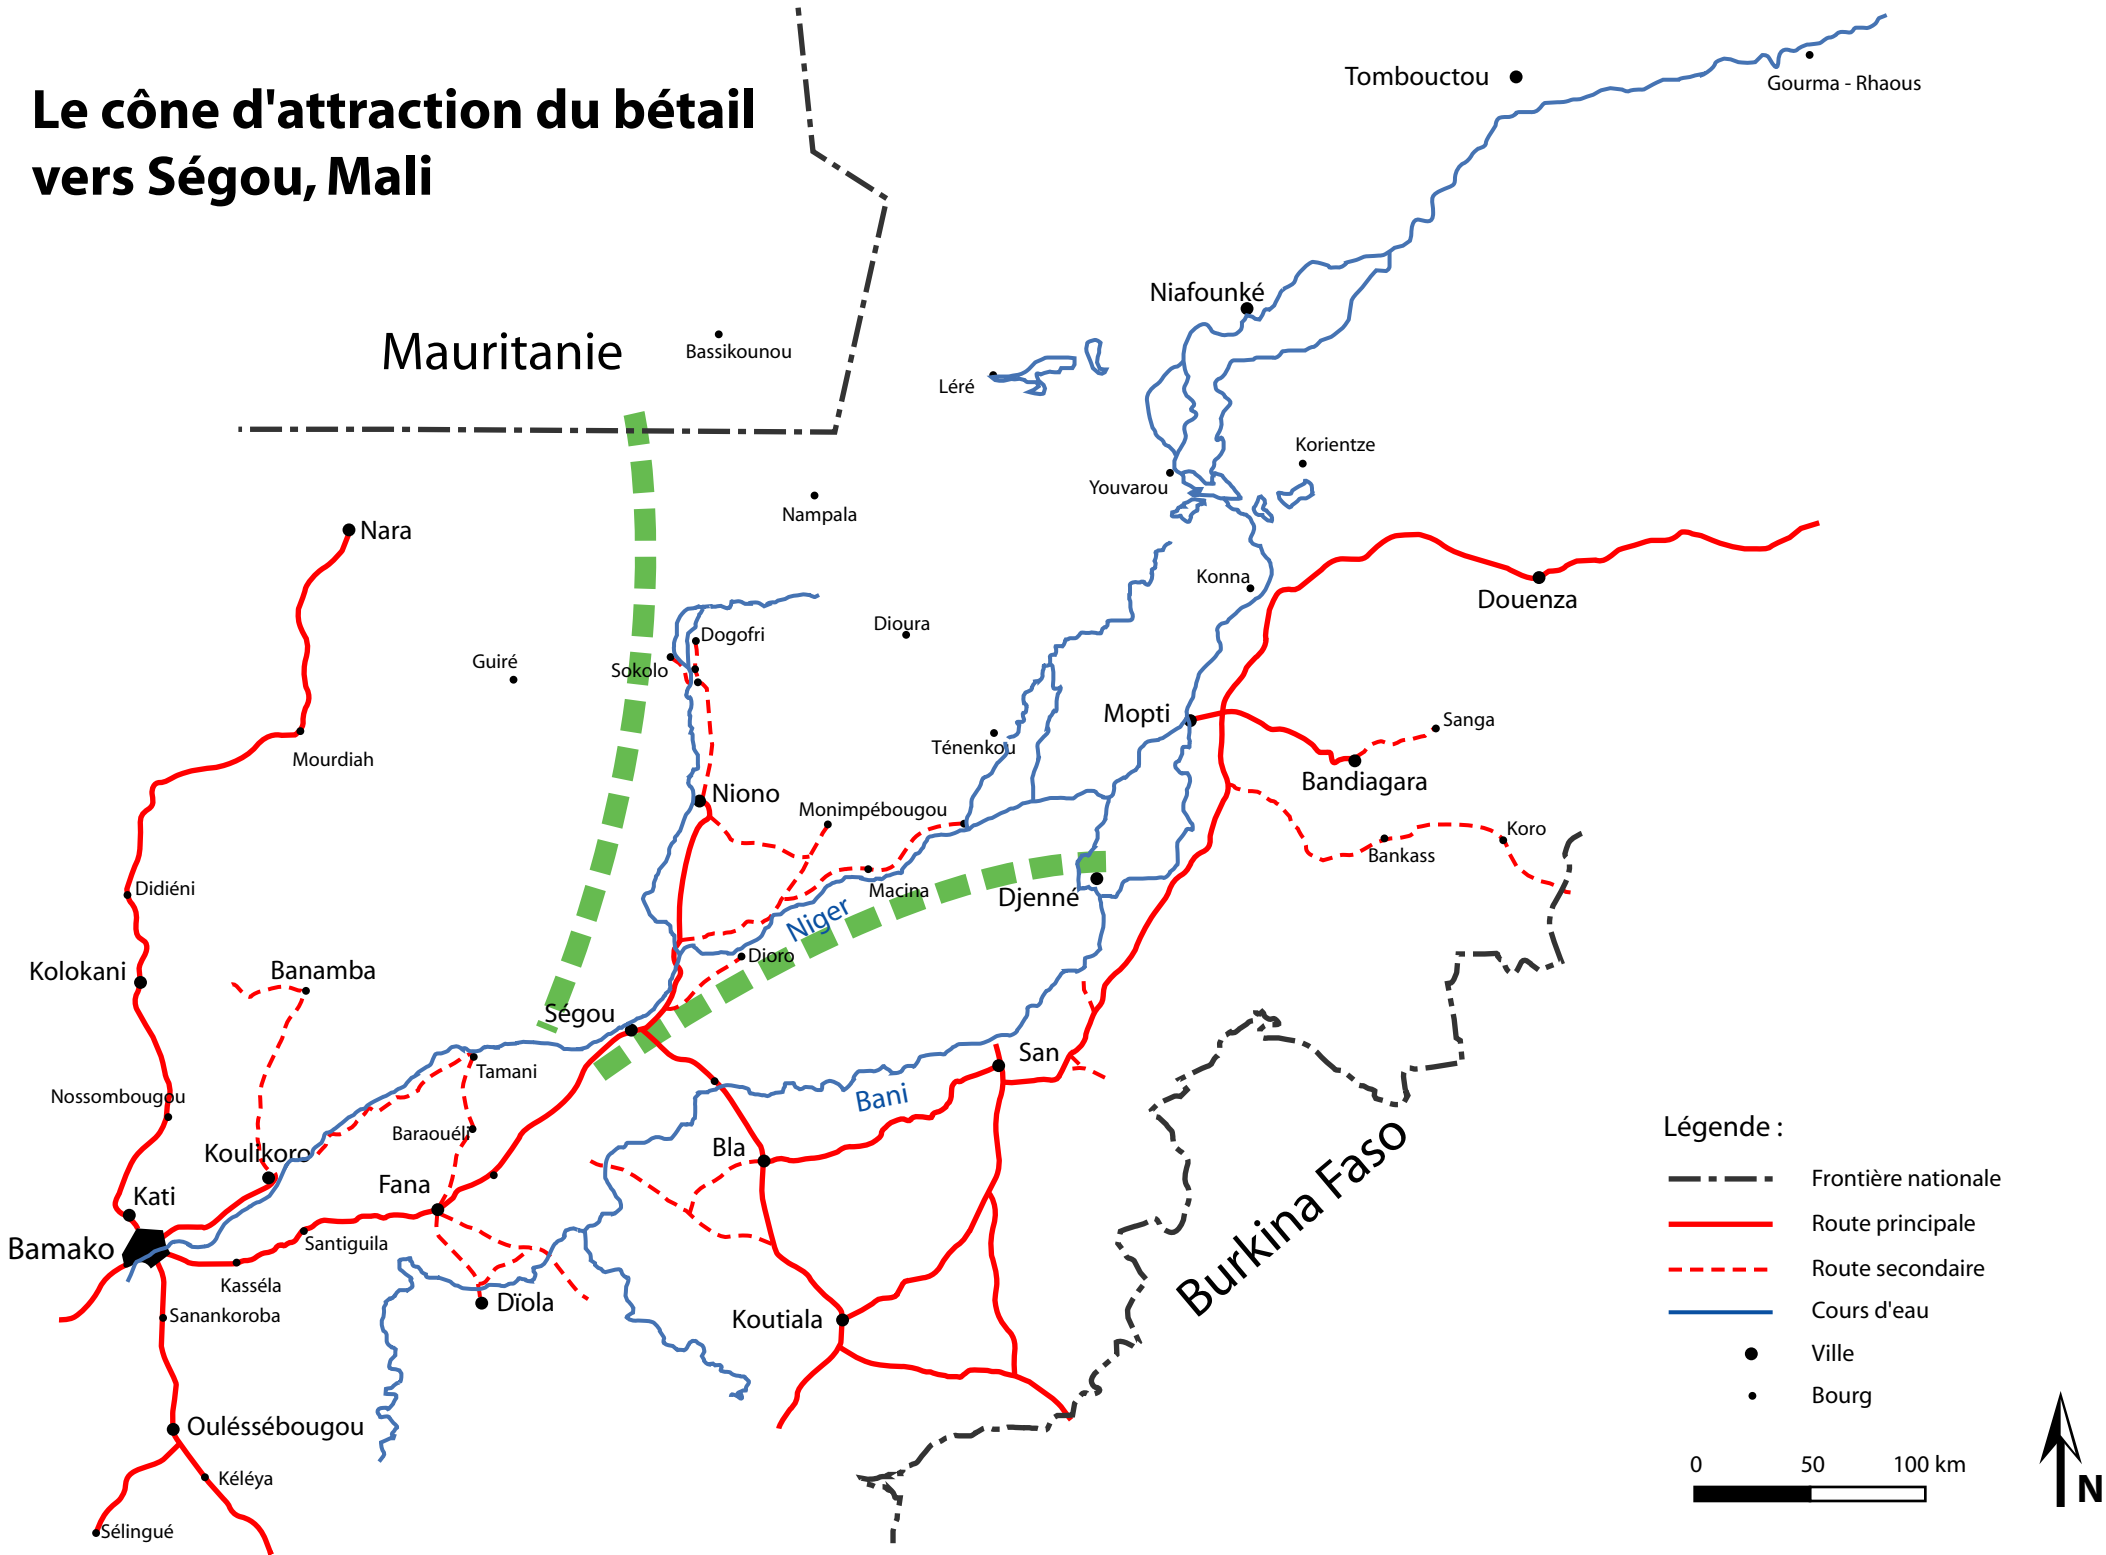 Le cône d'attraction du bétail
vers Ségou, Mali
Tombouctou
Gourma - Rhaous
Niafounké
Mauritanie
Bassikounou
Léré
Korientze
Youvarou
Nampala
Nara
Konna
Douenza
Dogofri
Dioura
Guiré
Sokolo
Mopti
Sanga
Ténenkou
Mourdiah
Bandiagara
Niono
Monimpébougou
Koro
Bankass
Didiéni
Macina
Djenné
Niger
Dioro
Kolokani
Banamba
Ségou
San
Tamani
Nossombougou
Bani
Baraouéli
Koulikoro
Bla
Burkina Faso
Fana
Kati
Bamako
Santiguila
Kasséla
Sanankoroba
Dïola
Koutiala
Ouléssébougou
Kéléya
Sélingué
Légende :
Frontière nationale
Route principale
Route secondaire
Cours d'eau
Ville
Bourg
0 50 100 km
N